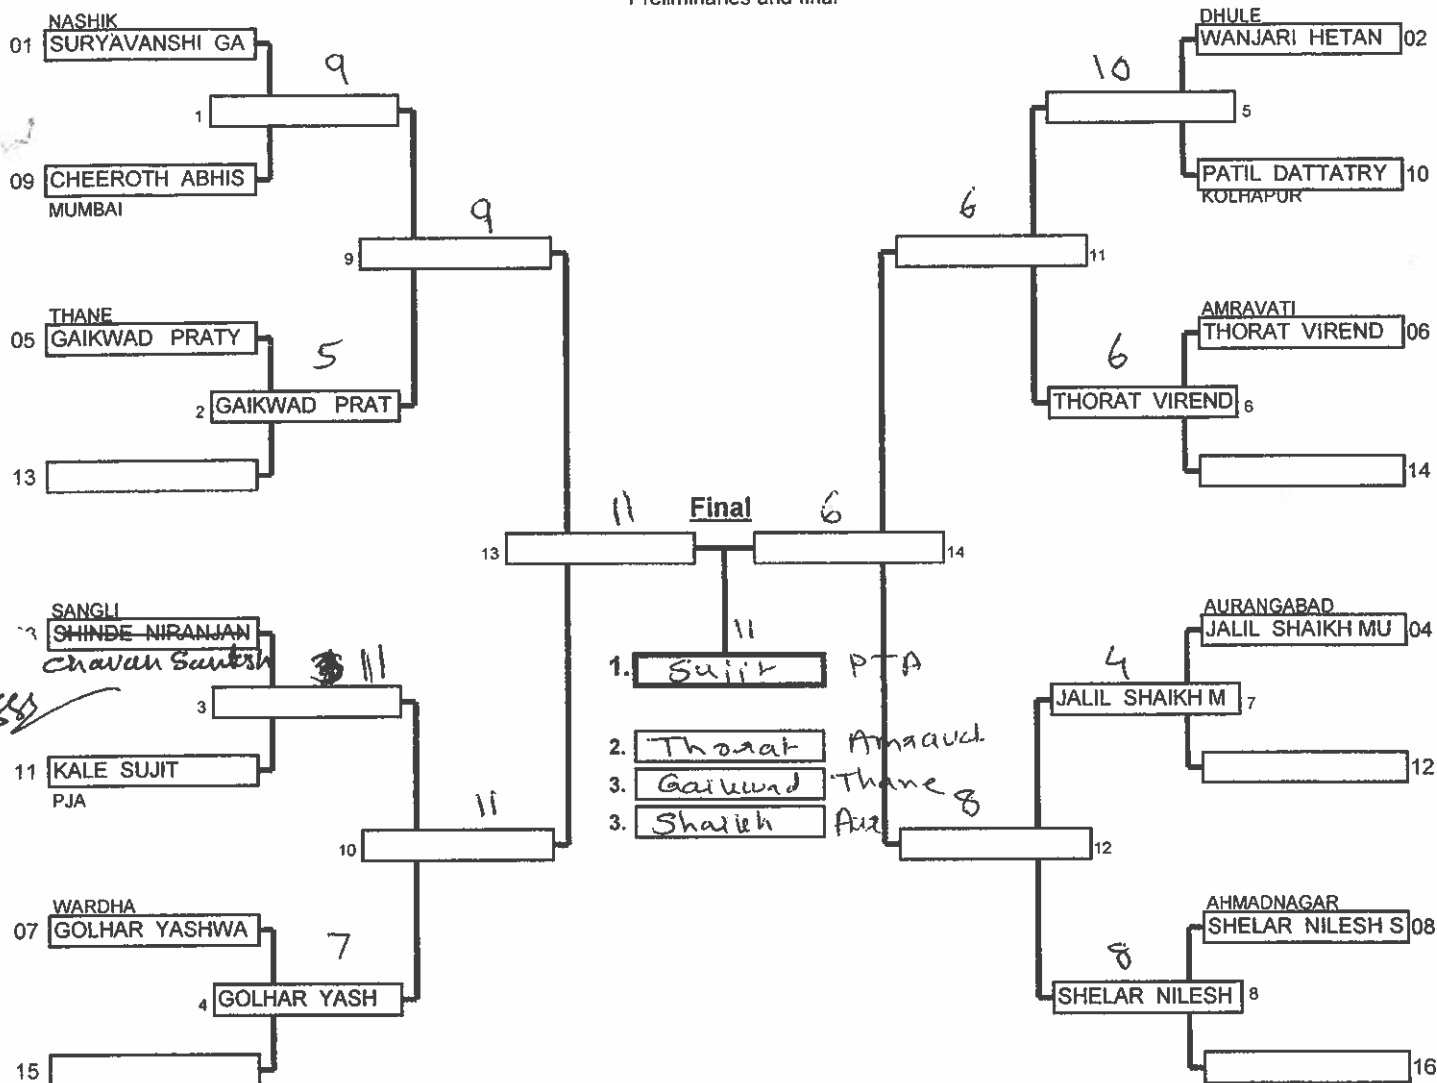 Preliminaries and final
NASHIK
01 SURYAVANSHI GA
9
1
09 CHEEROTH ABHIS
MUMBAI
9
9
THANE
05 GAIKWAD PRATY
5
2 GAIKWAD PRAT
13
11
13
SANGLI
SHINDE NIRANJAN
Chavan
11
3
11 KALE SUJIT
PJA
11
10
WARDHA
07 GOLHAR YASHWA
7
4 GOLHAR YASH
15
Final
11
1. Sujit
2. Thorat
3. Gaikwad Thane
3. Shaikh Aur
DHULE
WANJARI HETAN 02
10
5
PATIL DATTATRY 10
KOLHAPUR
6
11
AMRAVATI
THORAT VIREND 06
6
THORAT VIREND 6
14
6
14
AURANGABAD
JALIL SHAIKH MU 04
4
JALIL SHAIKH M 7
12
8
12
AHMADNAGAR
SHELAR NILESH S 08
8
SHELAR NILESH 8
16